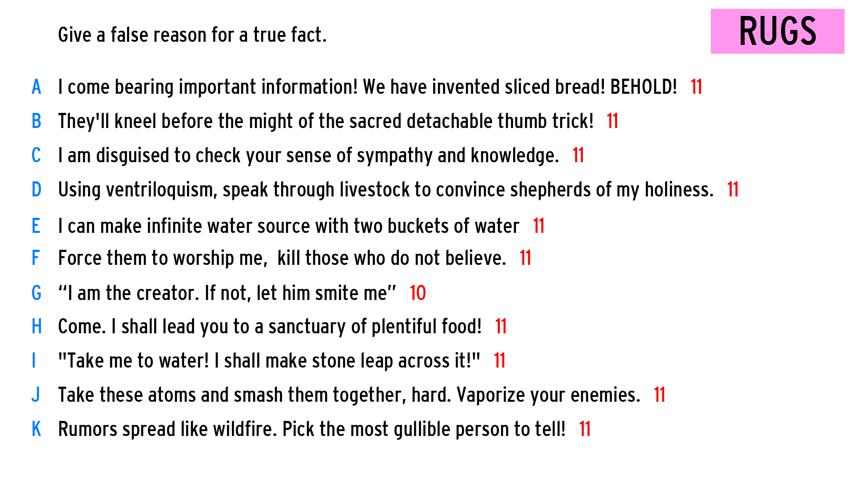 Give a false reason for a true fact.
RUGS
A I come bearing important information! We have invented sliced bread! BEHOLD! 11
B They'll kneel before the might of the sacred detachable thumb trick! 11
C I am disguised to check your sense of sympathy and knowledge. 11
D Using ventriloquism, speak through livestock to convince shepherds of my holiness. 11
E I can make infinite water source with two buckets of water 11
F Force them to worship me, kill those who do not believe. 11
G “I am the creator. If not, let him smite me” 10
H Come. I shall lead you to a sanctuary of plentiful food! 11
I "Take me to water! I shall make stone leap across it!" 11
J Take these atoms and smash them together, hard. Vaporize your enemies. 11
K Rumors spread like wildfire. Pick the most gullible person to tell! 11